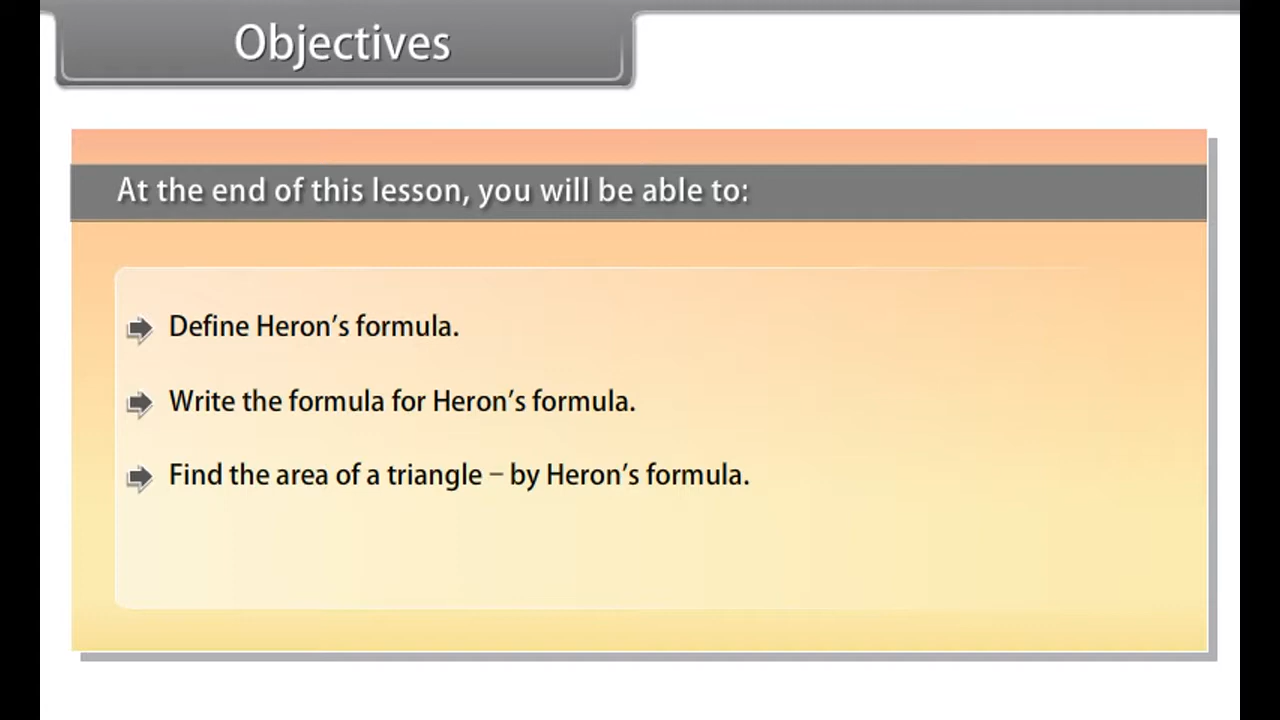 Objectives
At the end of this lesson, you will be able to:
Define Heron's formula.
Write the formula for Heron's formula.
Find the area of a triangle – by Heron's formula.